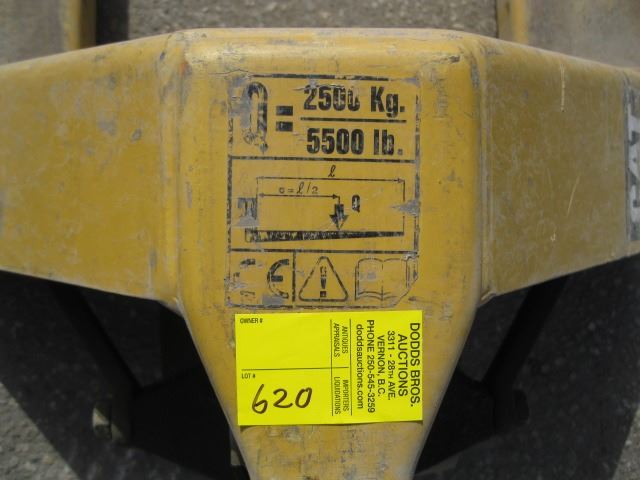 Q = 2500 Kg.
5500 lb.
l
c = l/2
Q
CE
OWNER #
LOT #
620
ANTIQUES
APPRAISALS
IMPORTERS
LIQUIDATIONS
DODDS BROS.
AUCTIONS
3311 - 28TH AVE.
VERNON, B.C.
PHONE 250-545-3259
doddsauctions.com